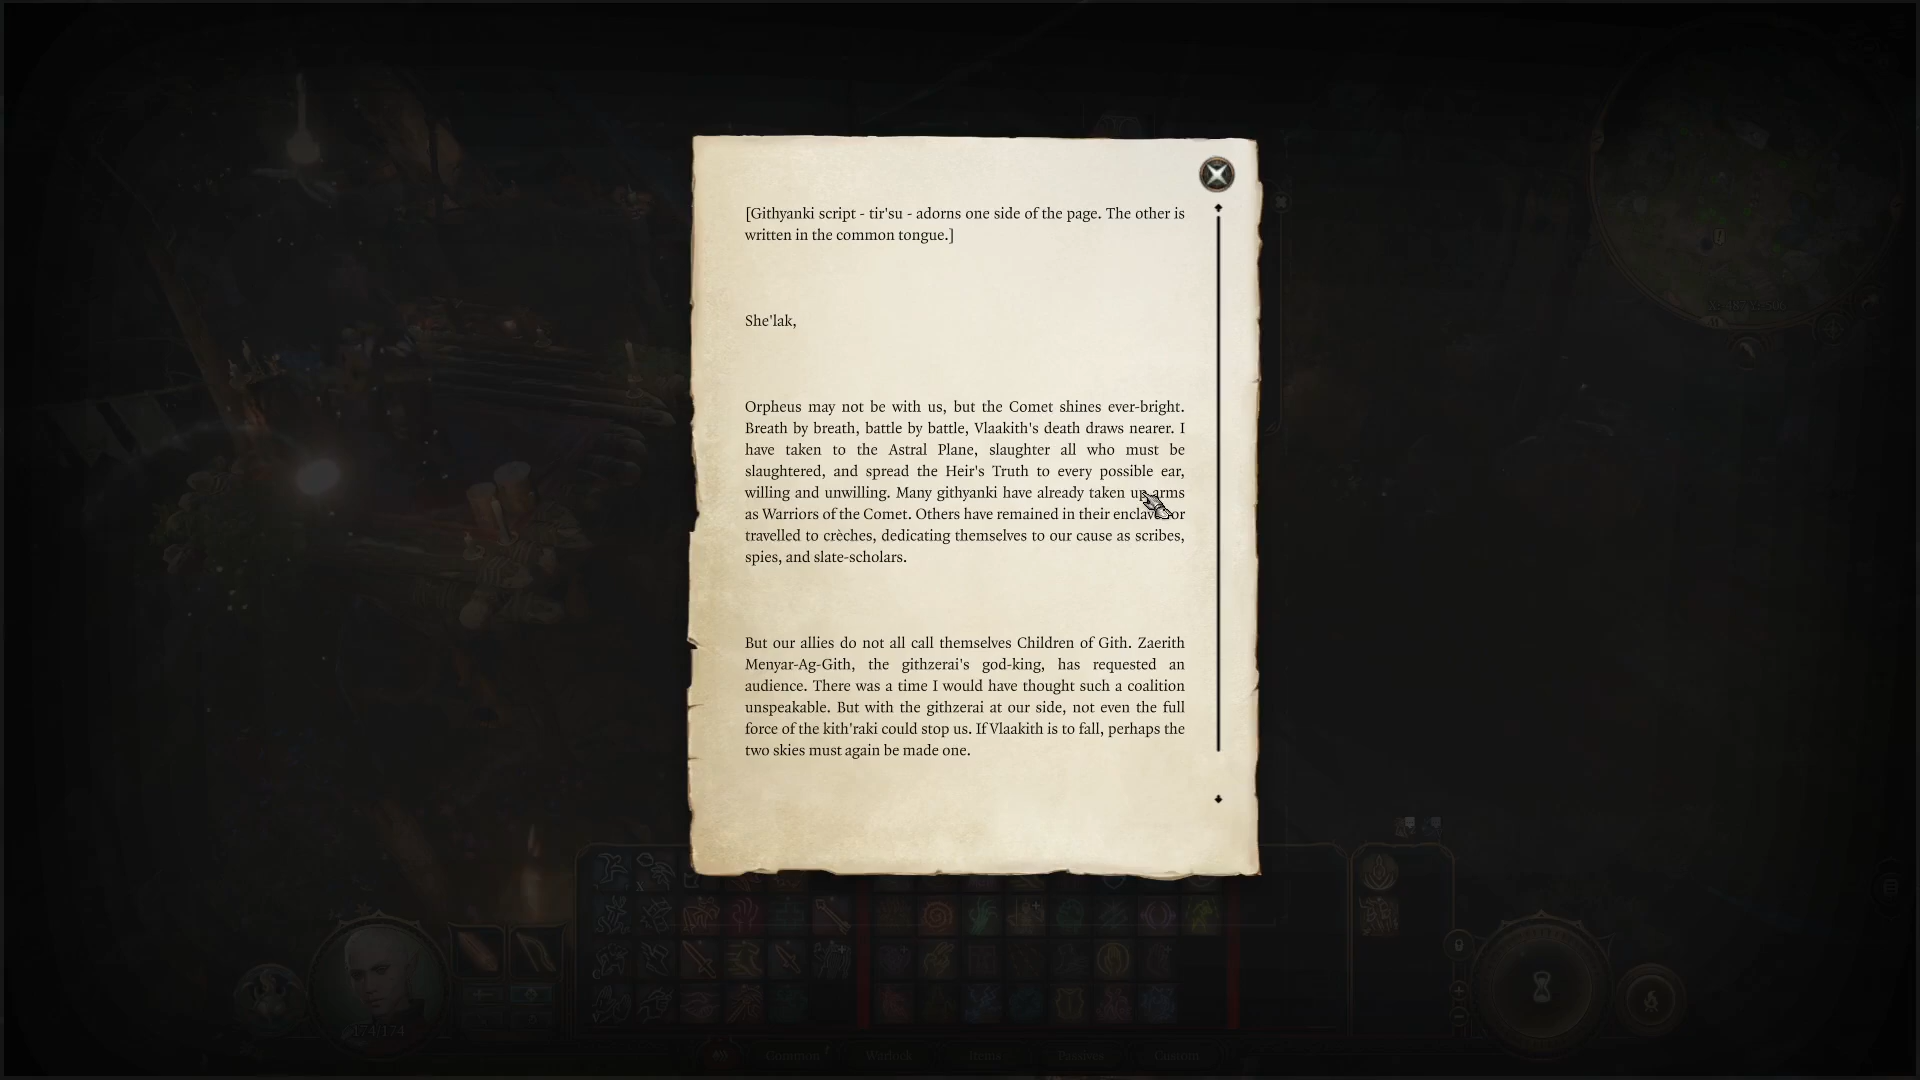 [Githyanki script - tir'su - adorns one side of the page. The other is
written in the common tongue.]
She'lak,
Orpheus may not be with us, but the Comet shines ever-bright.
Breath by breath, battle by battle, Vlaakith's death draws nearer. I
have taken to the Astral Plane, slaughter all who must be
slaughtered, and spread the Heir's Truth to every possible ear,
willing and unwilling. Many githyanki have already taken up arms
as Warriors of the Comet. Others have remained in their enclaves or
travelled to crèches, dedicating themselves to our cause as scribes,
spies, and slate-scholars.
But our allies do not all call themselves Children of Gith. Zaerith
Menyar-Ag-Gith, the githzerai's god-king, has requested an
audience. There was a time I would have thought such a coalition
unspeakable. But with the githzerai at our side, not even the full
force of the kith'raki could stop us. If Vlaakith is to fall, perhaps the
two skies must again be made one.
174/174
Common
Warlock
Items
Passives
Custom